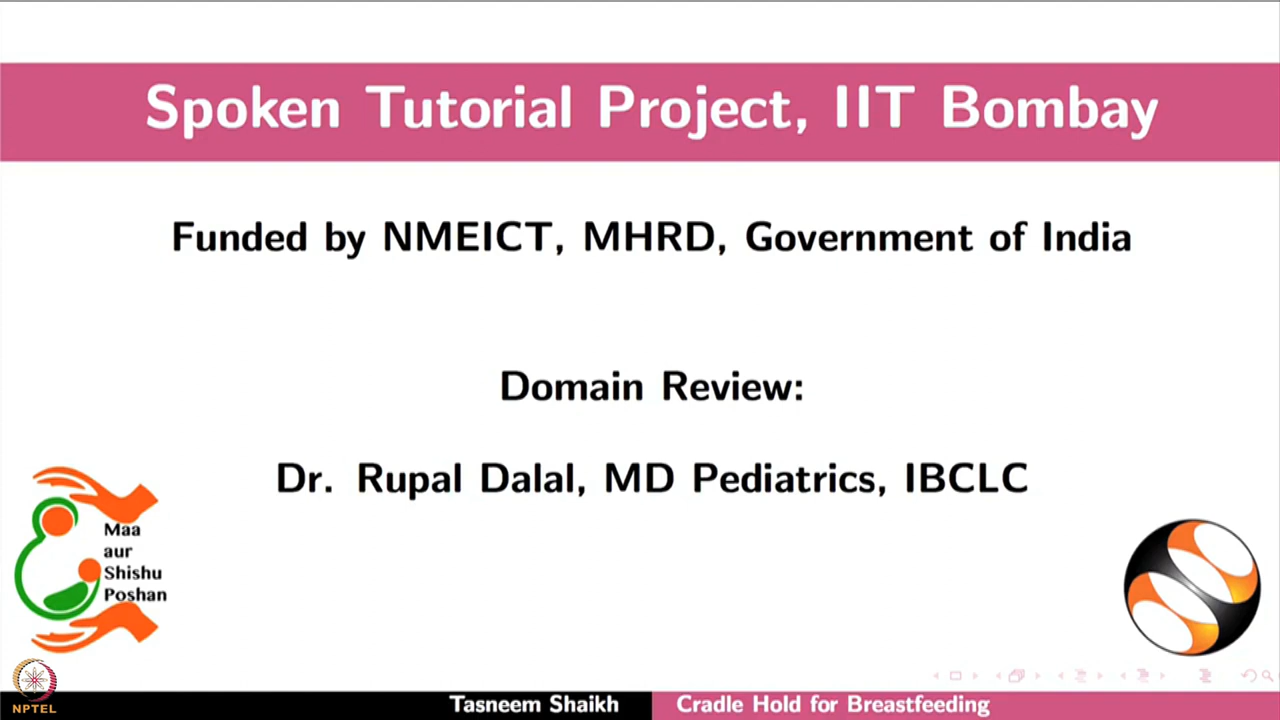 Spoken Tutorial Project, IIT Bombay
Funded by NMEICT, MHRD, Government of India
Domain Review:
Dr. Rupal Dalal, MD Pediatrics, IBCLC
Maa
aur
Shishu
Poshan
NPTEL
Tasneem Shaikh
Cradle Hold for Breastfeeding